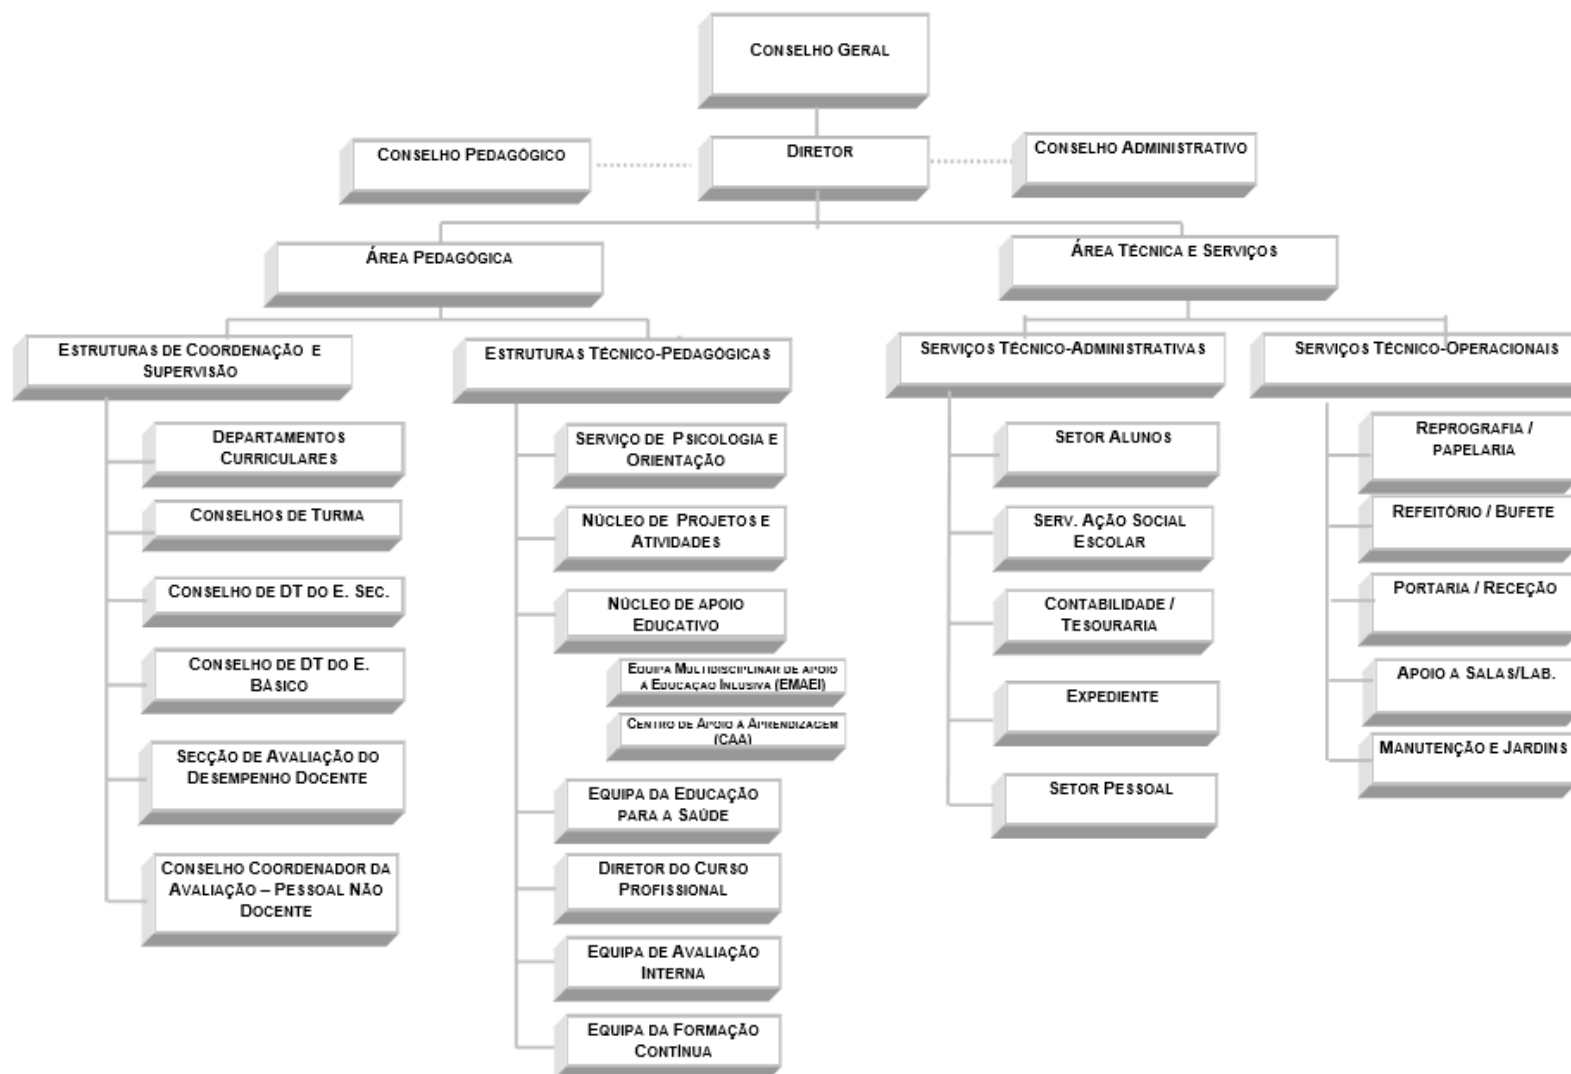 CONSELHO GERAL
CONSELHO PEDAGÓGICO
DIRETOR
CONSELHO ADMINISTRATIVO
ÁREA PEDAGÓGICA
ÁREA TÉCNICA E SERVIÇOS
ESTRUTURAS DE COORDENAÇÃO E
SUPERVISÃO
ESTRUTURAS TÉCNICO-PEDAGÓGICAS
SERVIÇOS TÉCNICO-ADMINISTRATIVAS
SERVIÇOS TÉCNICO-OPERACIONAIS
DEPARTAMENTOS
CURRICULARES
CONSELHOS DE TURMA
CONSELHO DE DT DO E. SEC.
CONSELHO DE DT DO E.
BÁSICO
SECÇÃO DE AVALIAÇÃO DO
DESEMPENHO DOCENTE
CONSELHO COORDENADOR DA
AVALIAÇÃO – PESSOAL NÃO
DOCENTE
SERVIÇO DE PSICOLOGIA E
ORIENTAÇÃO
NÚCLEO DE PROJETOS E
ATIVIDADES
NÚCLEO DE APOIO
EDUCATIVO
EQUIPA MULTIDISCIPLINAR DE APOIO
À EDUCAÇÃO INLUSIVA (EMAEI)
CENTRO DE APOIO À APRENDIZAGEM
(CAA)
EQUIPA DA EDUCAÇÃO
PARA A SAÚDE
DIRETOR DO CURSO
PROFISSIONAL
EQUIPA DE AVALIAÇÃO
INTERNA
EQUIPA DA FORMAÇÃO
CONTÍNUA
SETOR ALUNOS
SERV. AÇÃO SOCIAL
ESCOLAR
CONTABILIDADE /
TESOURARIA
EXPEDIENTE
SETOR PESSOAL
REPROGRAFIA /
PAPELARIA
REFEITÓRIO / BUFETE
PORTARIA / RECEÇÃO
APOIO A SALAS/LAB.
MANUTENÇÃO E JARDINS